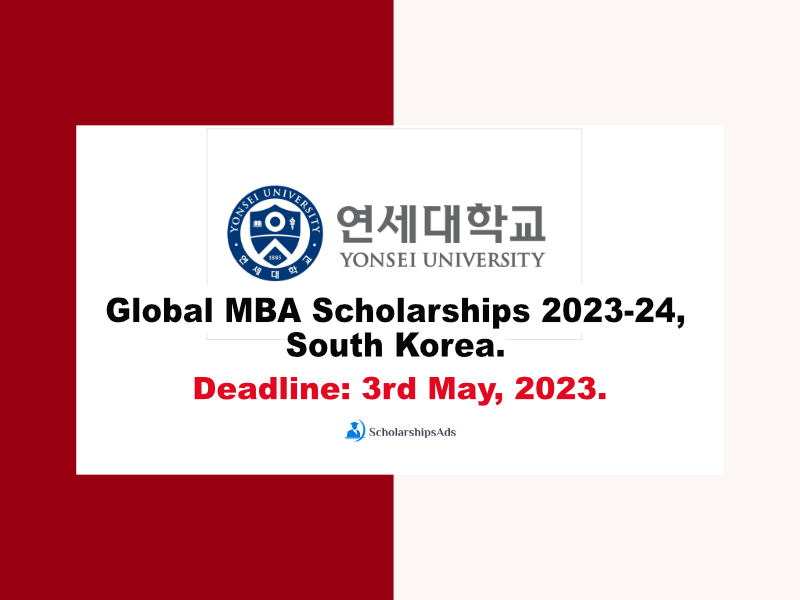 YONSEI UNIVERSITY
1885
연세대학교
연세대학교
YONSEI UNIVERSITY
Global MBA Scholarships 2023-24,
South Korea.
Deadline: 3rd May, 2023.
ScholarshipsAds